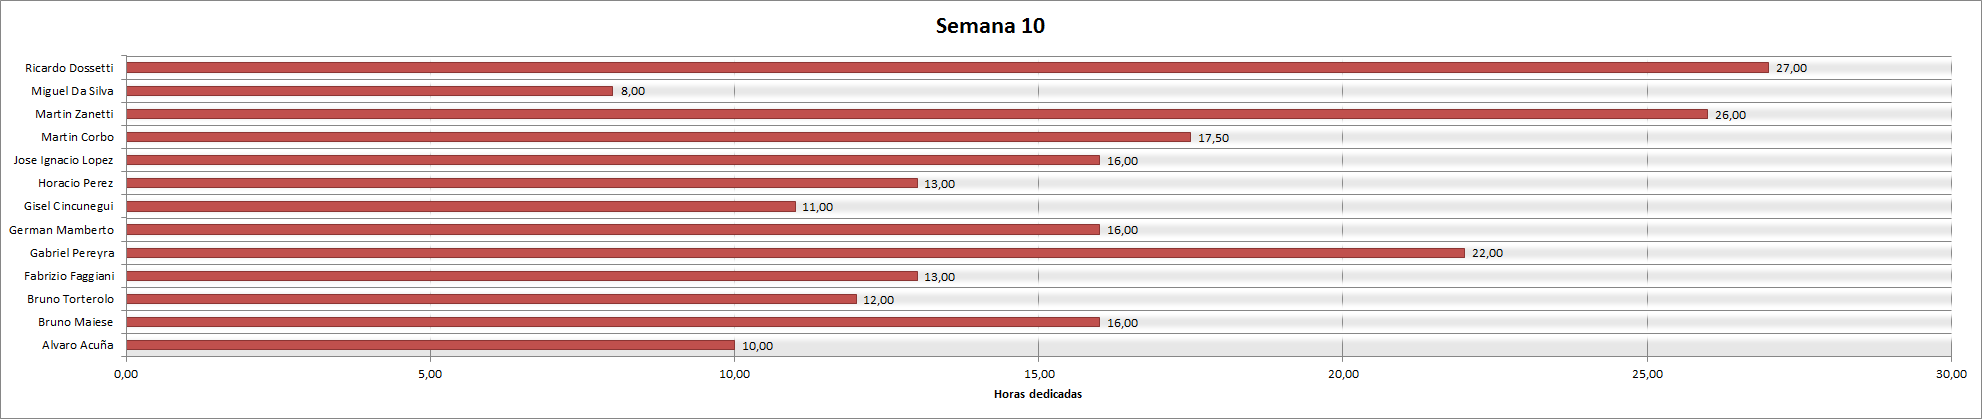 Semana 10
Ricardo Dossetti 27,00
Miguel Da Silva 8,00
Martin Zanetti 26,00
Martin Corbo 17,50
Jose Ignacio Lopez 16,00
Horacio Perez 13,00
Gisel Cincunegui 11,00
German Mamberto 16,00
Gabriel Pereyra 22,00
Fabrizio Faggiani 13,00
Bruno Torterolo 12,00
Bruno Maiese 16,00
Alvaro Acuña 10,00
0,00 5,00 10,00 15,00 20,00 25,00 30,00
Horas dedicadas